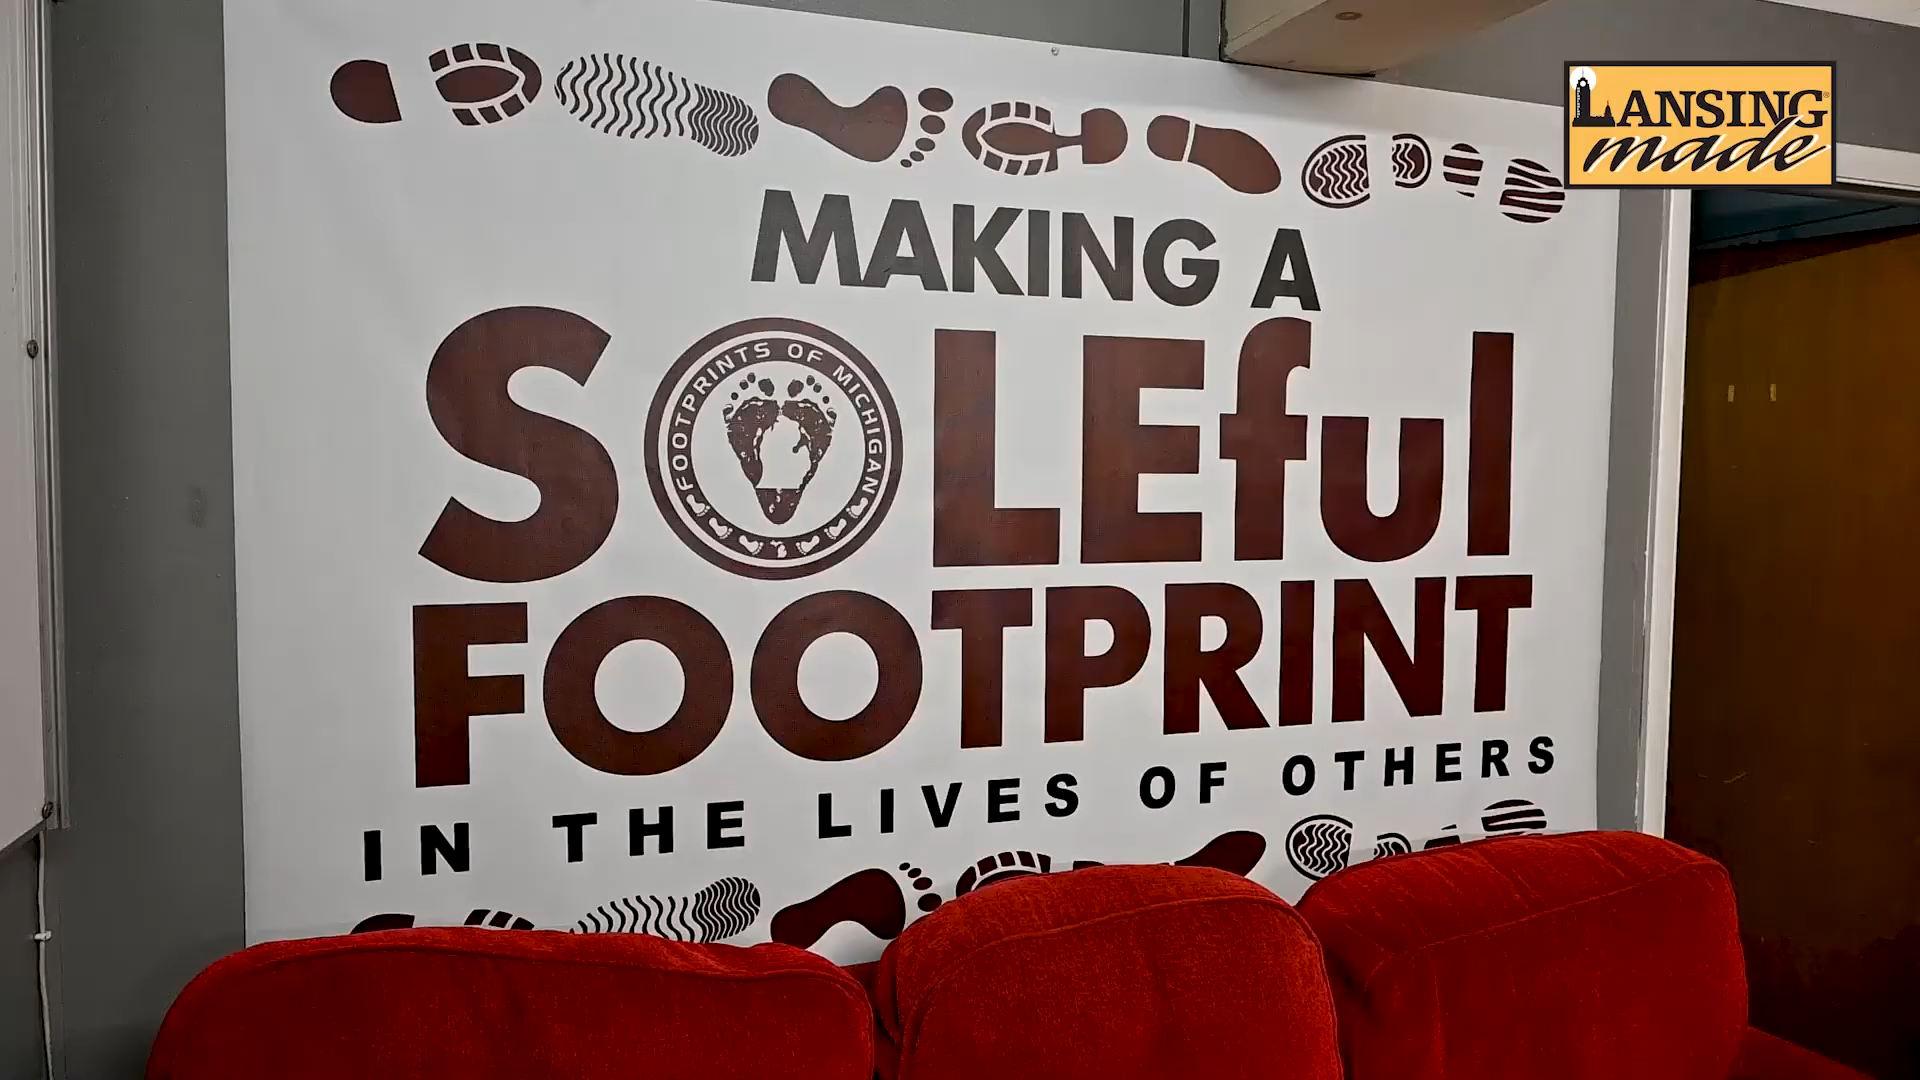 LANSING
made
MAKING A
SOLEful
FOOTPRINTS OF MICHIGAN
FOOTPRINT
IN THE LIVES OF OTHERS